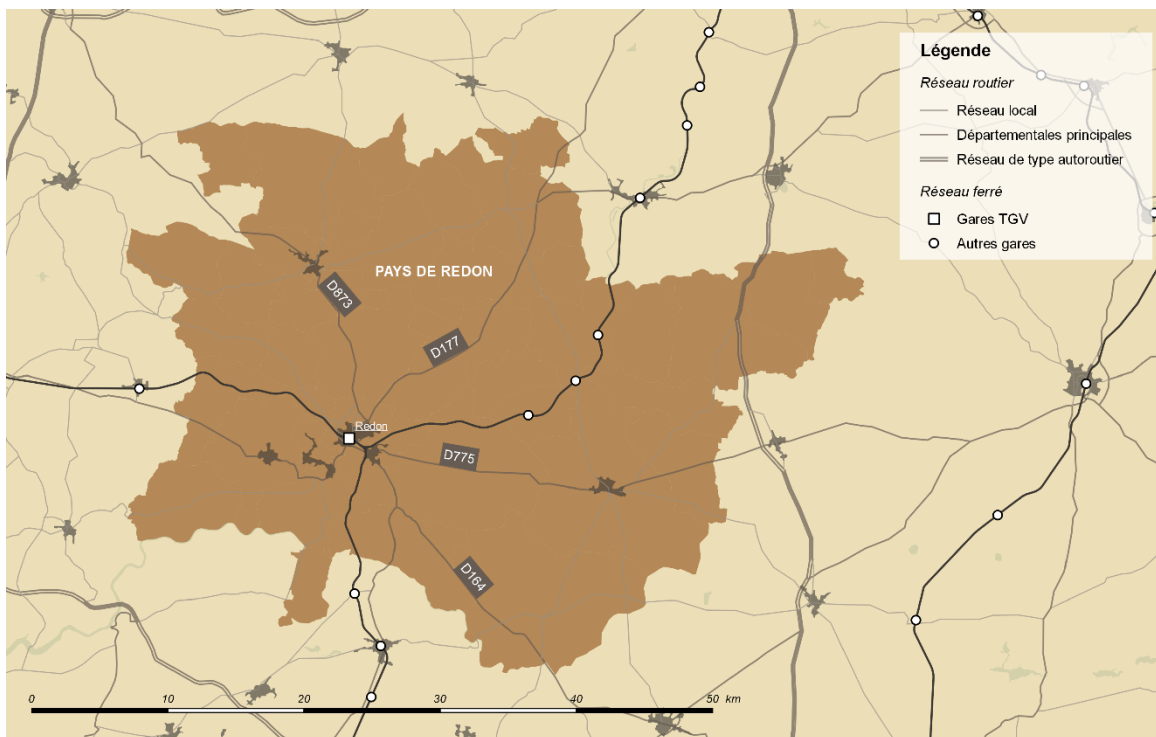 Légende
Réseau routier
Réseau local
Départementales principales
Réseau de type autoroutier
Réseau ferré
Gares TGV
Autres gares
PAYS DE REDON
D873
D177
Redon
D775
D164
0 10 20 30 40 50 km